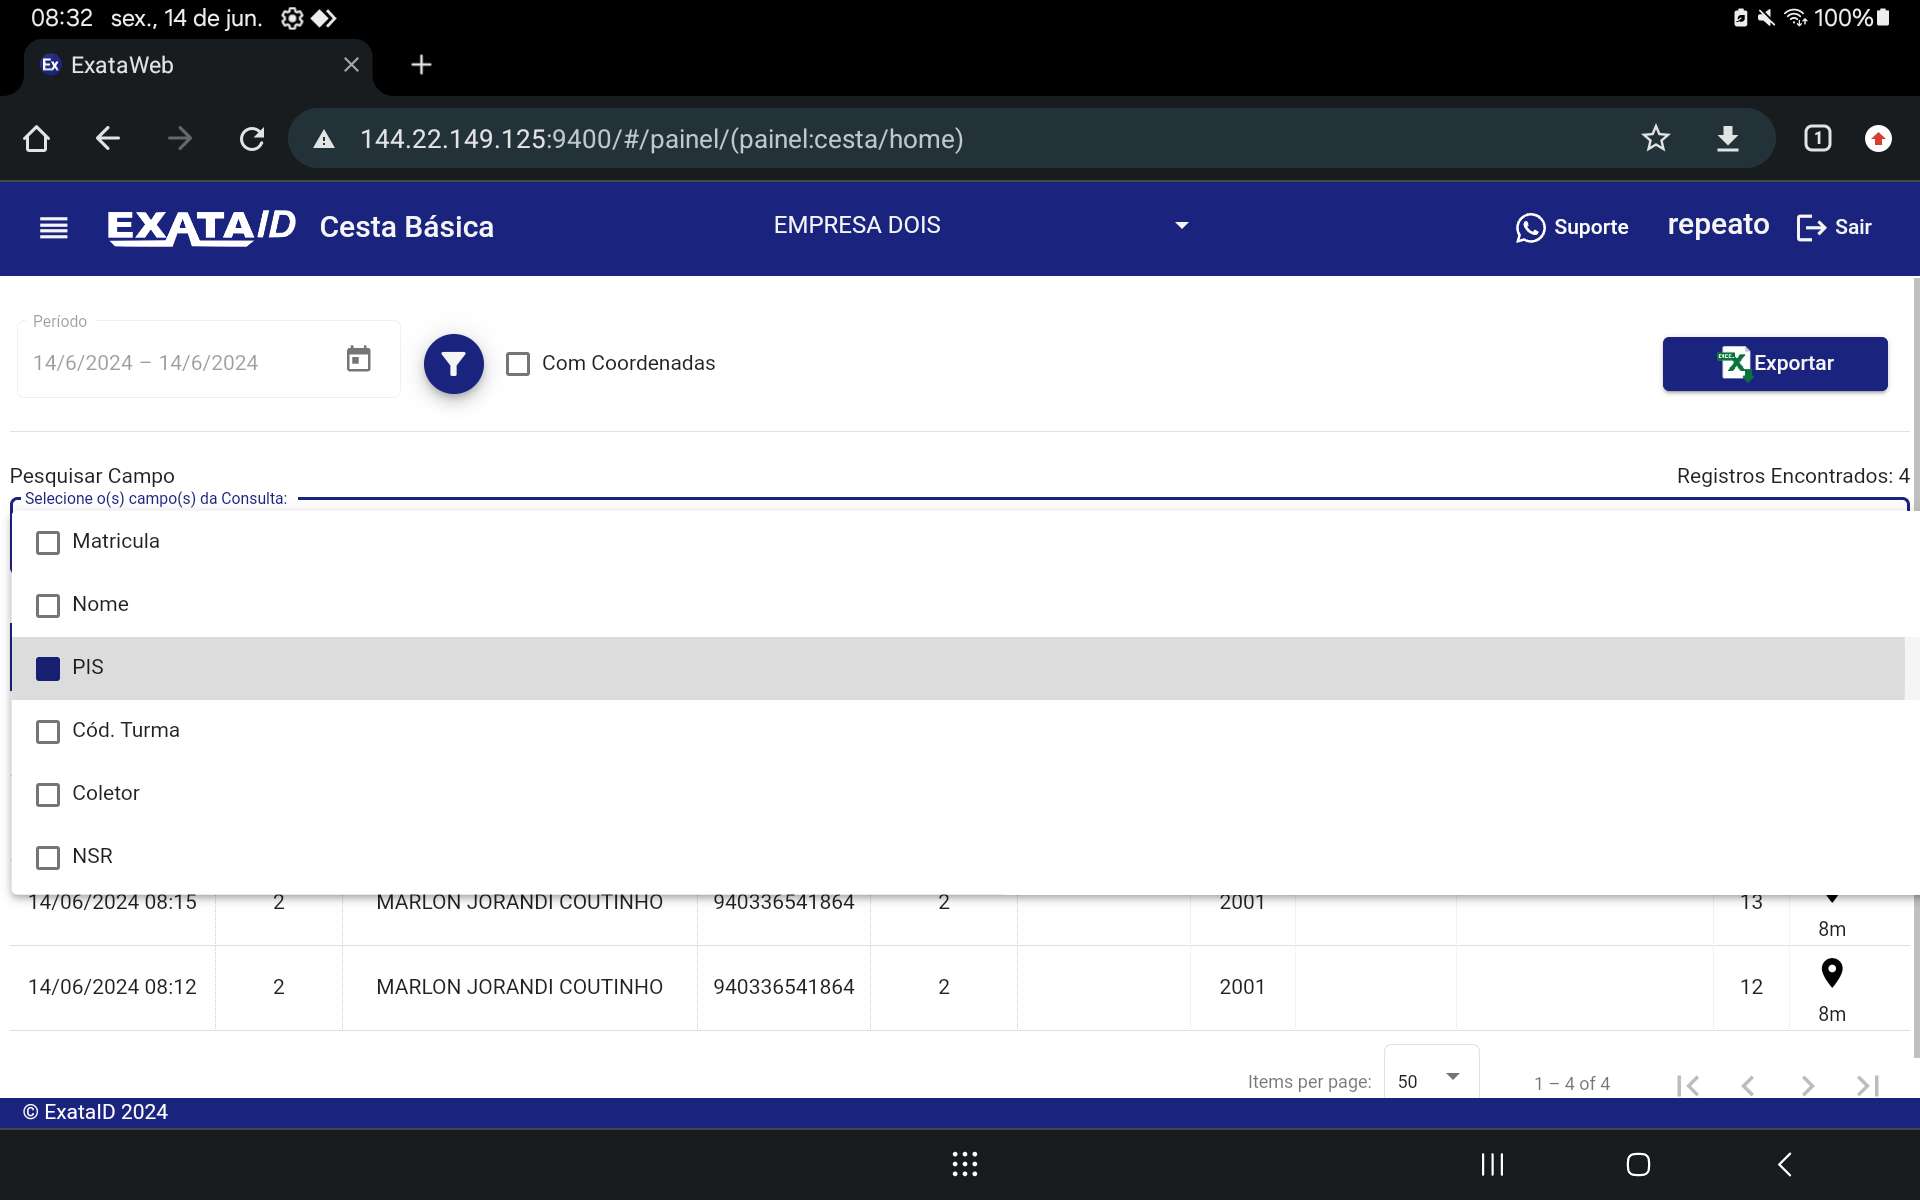 08:32 sex., 14 de jun. 100%
Ex ExataWeb
144.22.149.125:9400/#/painel/(painel:cesta/home) 1
EXATAID Cesta Básica EMPRESA DOIS Suporte repeato Sair
Período
14/6/2024 – 14/6/2024 Com Coordenadas Exportar
Pesquisar Campo Registros Encontrados: 4
Selecione o(s) campo(s) da Consulta:
Matricula
Nome
PIS
Cód. Turma
Coletor
NSR
14/06/2024 08:15 2 MARLON JORANDI COUTINHO 940336541864 2 2001 13
8m
14/06/2024 08:12 2 MARLON JORANDI COUTINHO 940336541864 2 2001 12
8m
Items per page: 50 1 – 4 of 4
© ExataID 2024